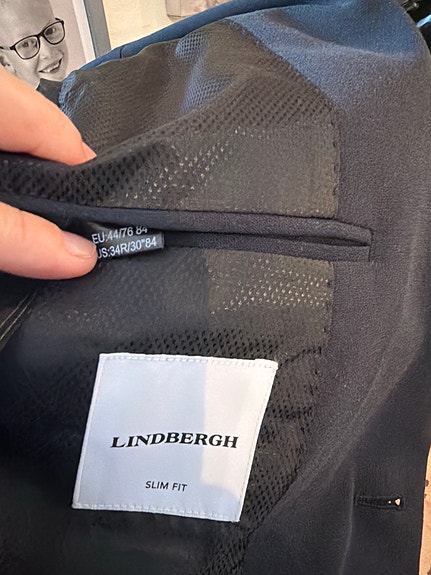 EU:44/76 84
US:34R/30"84
LINDBERGH
SLIM FIT